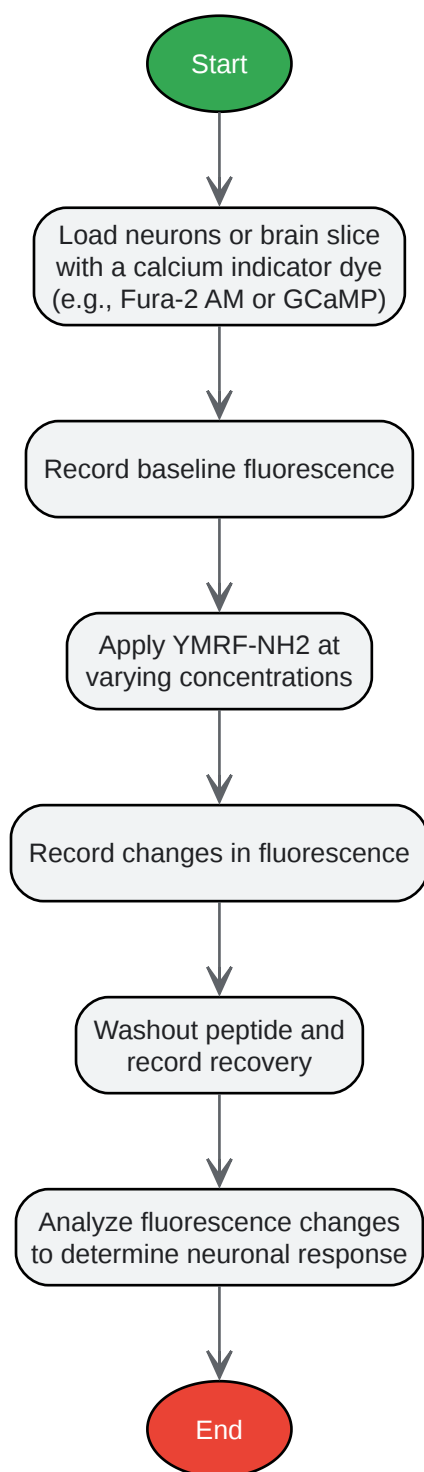 Start
Load neurons or brain slice
with a calcium indicator dye
(e.g., Fura-2 AM or GCaMP)
Record baseline fluorescence
Apply YMRF-NH2 at
varying concentrations
Record changes in fluorescence
Washout peptide and
record recovery
Analyze fluorescence changes
to determine neuronal response
End